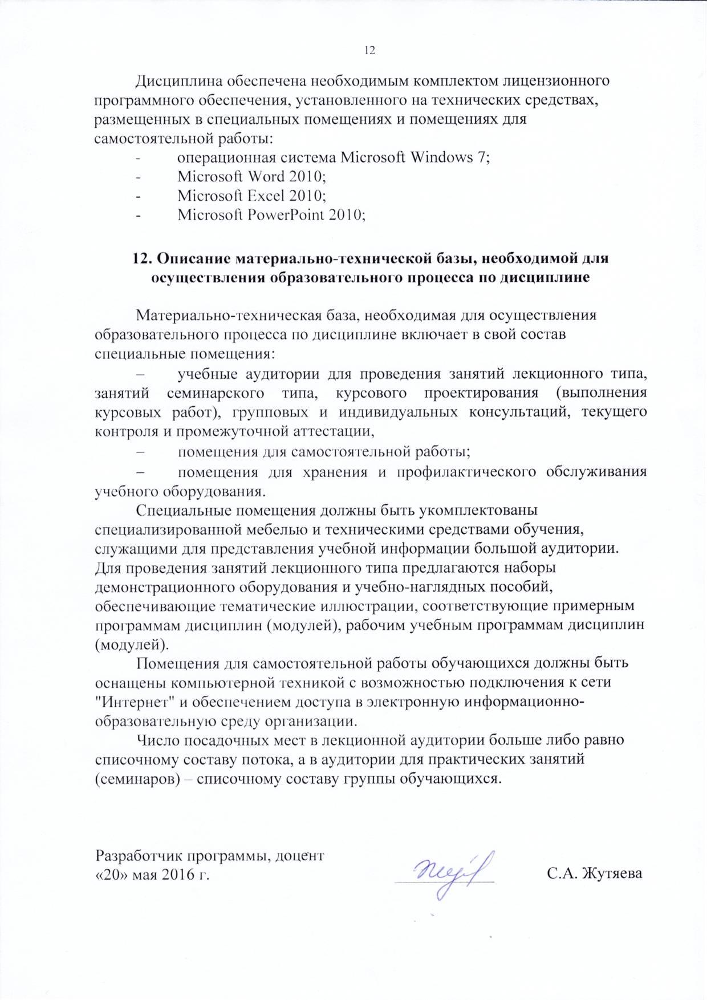 12
Дисциплина обеспечена необходимым комплектом лицензионного
программного обеспечения, установленного на технических средствах,
размещенных в специальных помещениях и помещениях для
самостоятельной работы:
- операционная система Microsoft Windows 7;
- Microsoft Word 2010;
- Microsoft Excel 2010;
- Microsoft PowerPoint 2010;
12. Описание материально-технической базы, необходимой для
осуществления образовательного процесса по дисциплине
Материально-техническая база, необходимая для осуществления
образовательного процесса по дисциплине включает в свой состав
специальные помещения:
– учебные аудитории для проведения занятий лекционного типа,
занятий семинарского типа, курсового проектирования (выполнения
курсовых работ), групповых и индивидуальных консультаций, текущего
контроля и промежуточной аттестации,
– помещения для самостоятельной работы;
– помещения для хранения и профилактического обслуживания
учебного оборудования.
Специальные помещения должны быть укомплектованы
специализированной мебелью и техническими средствами обучения,
служащими для представления учебной информации большой аудитории.
Для проведения занятий лекционного типа предлагаются наборы
демонстрационного оборудования и учебно-наглядных пособий,
обеспечивающие тематические иллюстрации, соответствующие примерным
программам дисциплин (модулей), рабочим учебным программам дисциплин
(модулей).
Помещения для самостоятельной работы обучающихся должны быть
оснащены компьютерной техникой с возможностью подключения к сети
"Интернет" и обеспечением доступа в электронную информационно-
образовательную среду организации.
Число посадочных мест в лекционной аудитории больше либо равно
списочному составу потока, а в аудитории для практических занятий
(семинаров) – списочному составу группы обучающихся.
Разработчик программы, доцент
«20» мая 2016 г. С.А. Жутяева